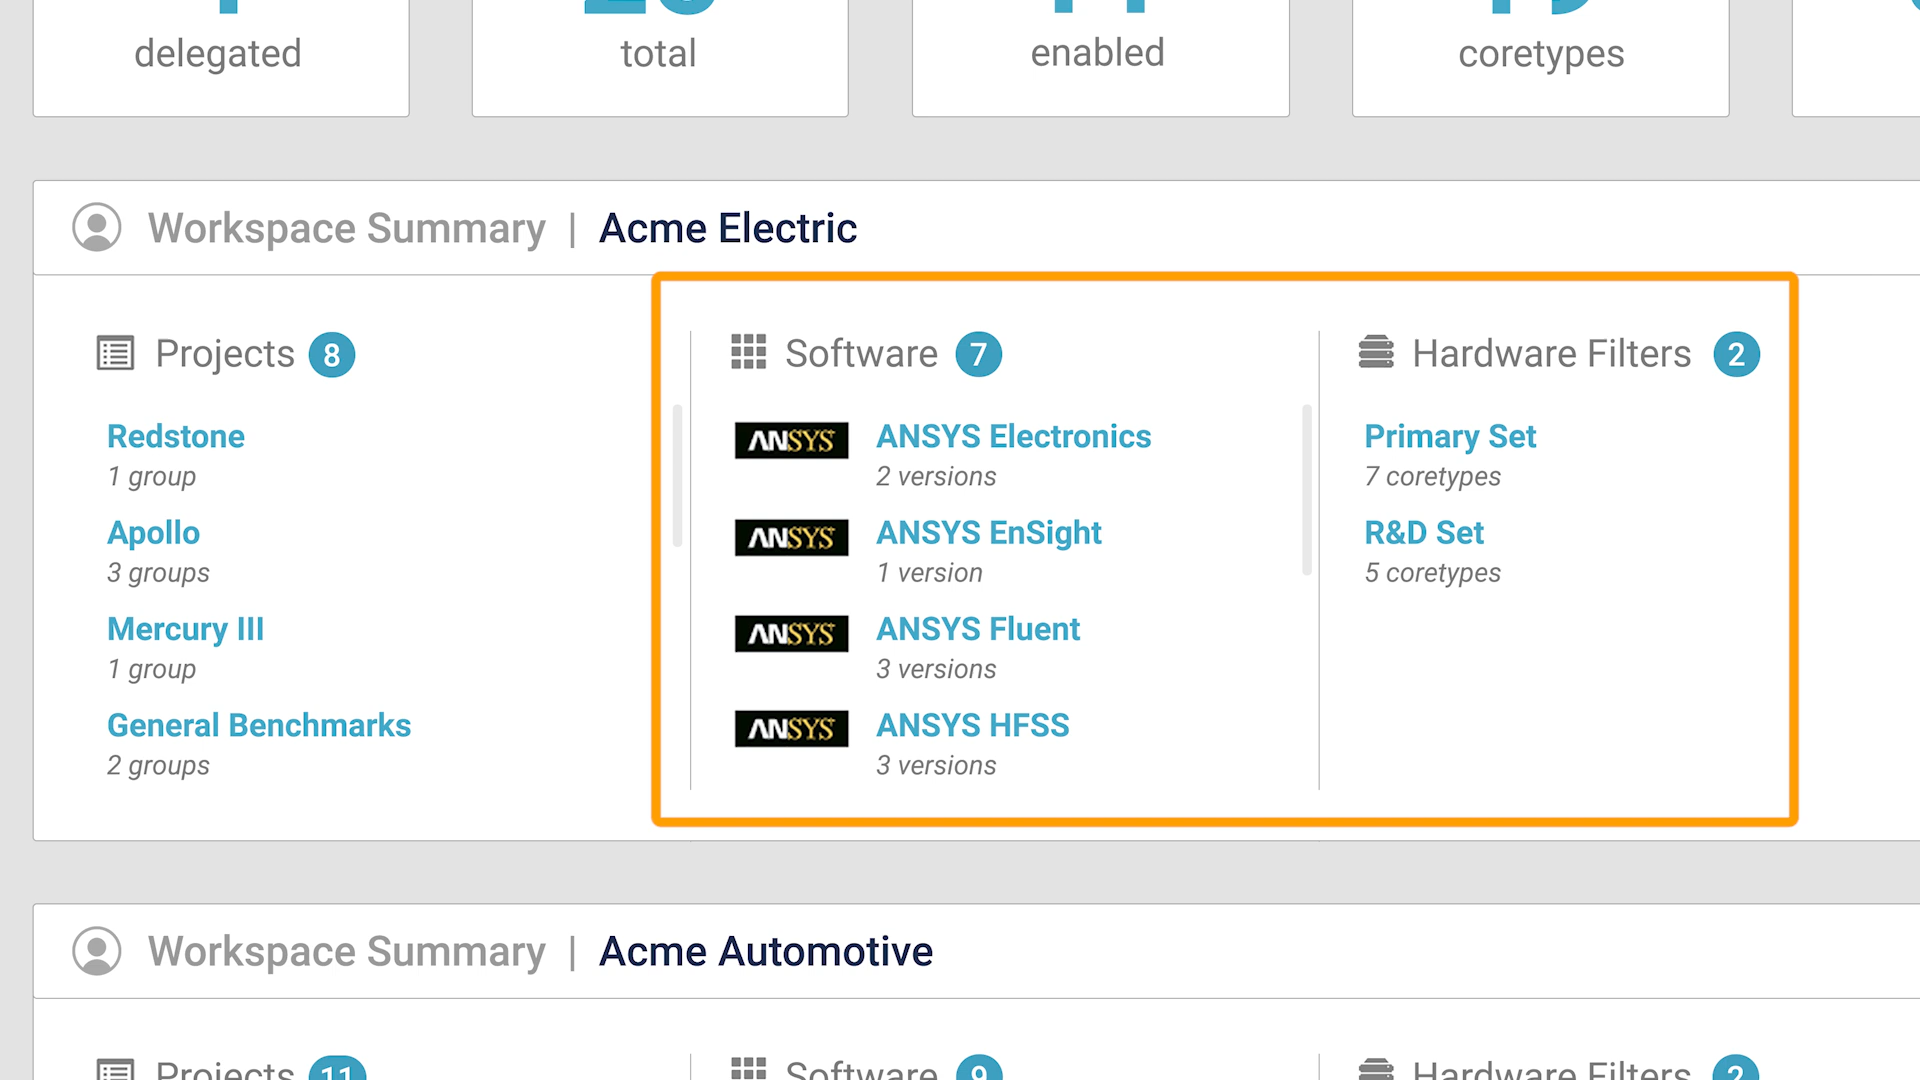 delegated
total
enabled
coretypes
Workspace Summary | Acme Electric
Projects 8
Redstone
1 group
Apollo
3 groups
Mercury III
1 group
General Benchmarks
2 groups
Software 7
ANSYS ANSYS Electronics
2 versions
ANSYS ANSYS EnSight
1 version
ANSYS ANSYS Fluent
3 versions
ANSYS ANSYS HFSS
3 versions
Hardware Filters 2
Primary Set
7 coretypes
R&D Set
5 coretypes
Workspace Summary | Acme Automotive
Projects 11
Software 9
Hardware Filters 2